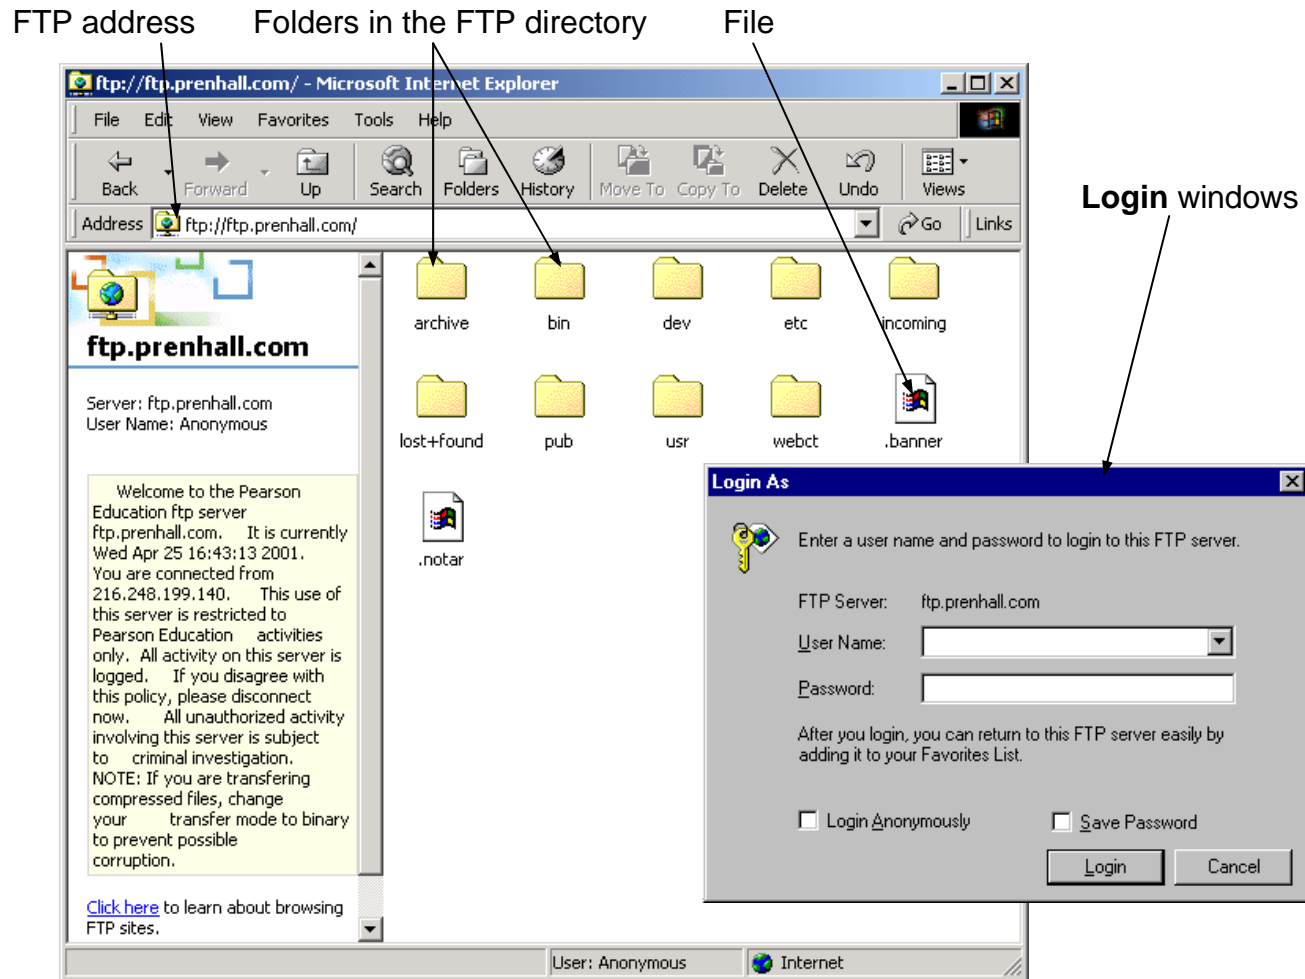 FTP address Folders in the FTP directory File
ftp://ftp.prenhall.com/ - Microsoft Internet Explorer
File Edit View Favorites Tools Help
Back Forward Up Search Folders History Move To Copy To Delete Undo Views
Address ftp://ftp.prenhall.com/ Go Links
Login windows
ftp.prenhall.com
Server: ftp.prenhall.com
User Name: Anonymous
Welcome to the Pearson
Education ftp server
ftp.prenhall.com. It is currently
Wed Apr 25 16:43:13 2001.
You are connected from
216.248.199.140. This use of
this server is restricted to
Pearson Education activities
only. All activity on this server is
logged. If you disagree with
this policy, please disconnect
now. All unauthorized activity
involving this server is subject
to criminal investigation.
NOTE: If you are transfering
compressed files, change
your transfer mode to binary
to prevent possible
corruption.
Click here to learn about browsing
FTP sites.
archive bin dev etc incoming
lost+found pub usr webct .banner
.notar
Login As
Enter a user name and password to login to this FTP server.
FTP Server: ftp.prenhall.com
User Name:
Password:
After you login, you can return to this FTP server easily by
adding it to your Favorites List.
Login Anonymously Save Password
Login Cancel
User: Anonymous Internet